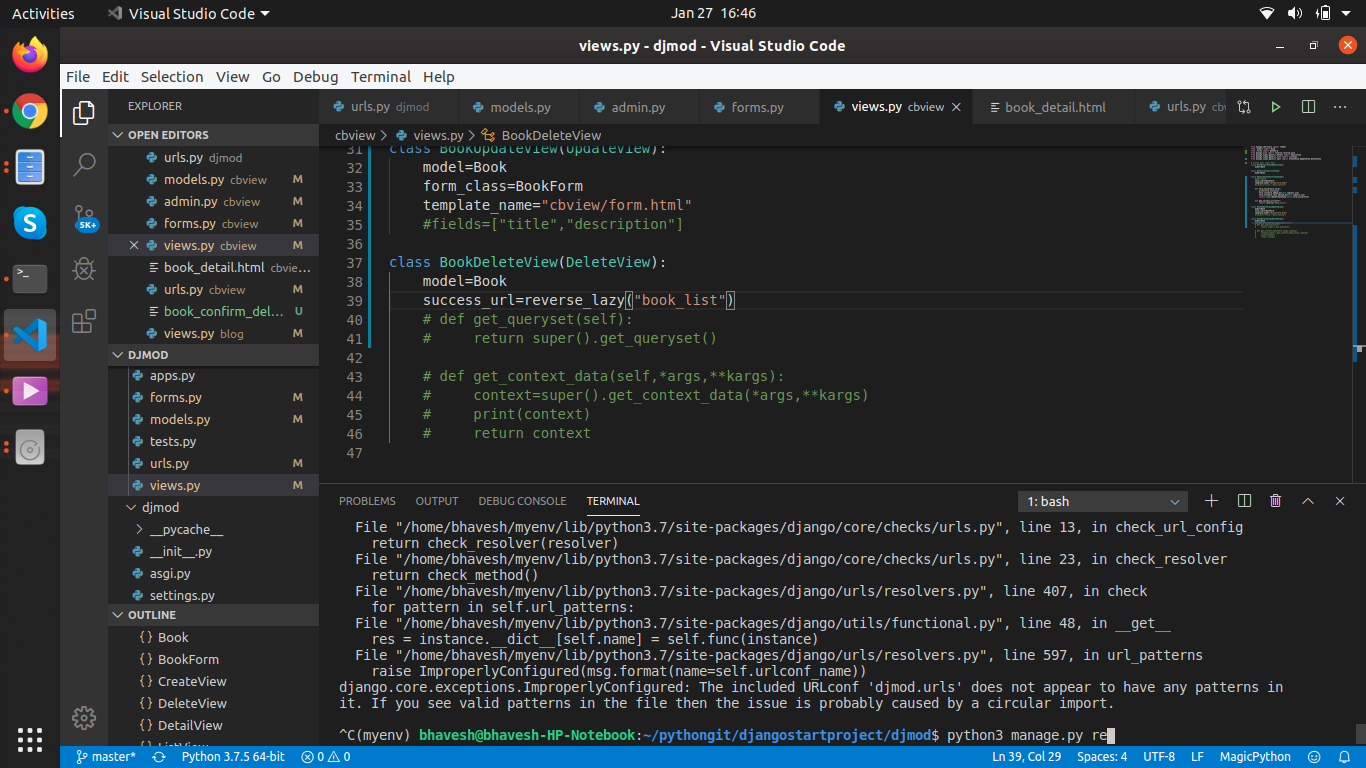 Activities
Visual Studio Code
Jan 27 16:46
views.py - djmod - Visual Studio Code
File Edit Selection View Go Debug Terminal Help
EXPLORER
OPEN EDITORS
urls.py djmod
models.py cbview M
admin.py cbview M
forms.py cbview M
views.py cbview M
book_detail.html cbvie...
urls.py cbview M
book_confirm_del... U
views.py blog M
DJMOD
apps.py
forms.py M
models.py M
tests.py
urls.py M
views.py M
djmod
__pycache__
__init__.py
asgi.py
settings.py
OUTLINE
{} Book
{} BookForm
{} CreateView
{} DeleteView
{} DetailView
5K+
urls.py djmod
models.py
admin.py
forms.py
views.py cbview
book_detail.html
urls.py cbv
cbview > views.py > BookDeleteView
31 class BookUpdateView(UpdateView):
32 model=Book
33 form_class=BookForm
34 template_name="cbview/form.html"
35 #fields=["title","description"]
36
37 class BookDeleteView(DeleteView):
38 model=Book
39 success_url=reverse_lazy("book_list")
40 # def get_queryset(self):
41 # return super().get_queryset()
42
43 # def get_context_data(self,*args,**kargs):
44 # context=super().get_context_data(*args,**kargs)
45 # print(context)
46 # return context
47
PROBLEMS OUTPUT DEBUG CONSOLE TERMINAL
1: bash
File "/home/bhavesh/myenv/lib/python3.7/site-packages/django/core/checks/urls.py", line 13, in check_url_config
return check_resolver(resolver)
File "/home/bhavesh/myenv/lib/python3.7/site-packages/django/core/checks/urls.py", line 23, in check_resolver
return check_method()
File "/home/bhavesh/myenv/lib/python3.7/site-packages/django/urls/resolvers.py", line 407, in check
for pattern in self.url_patterns:
File "/home/bhavesh/myenv/lib/python3.7/site-packages/django/utils/functional.py", line 48, in __get__
res = instance.__dict__[self.name] = self.func(instance)
File "/home/bhavesh/myenv/lib/python3.7/site-packages/django/urls/resolvers.py", line 597, in url_patterns
raise ImproperlyConfigured(msg.format(name=self.urlconf_name))
django.core.exceptions.ImproperlyConfigured: The included URLconf 'djmod.urls' does not appear to have any patterns in
it. If you see valid patterns in the file then the issue is probably caused by a circular import.
^C(myenv) bhavesh@bhavesh-HP-Notebook:~/pythongit/djangostartproject/djmod$ python3 manage.py re
master*
Python 3.7.5 64-bit
0 0
Ln 39, Col 29
Spaces: 4
UTF-8
LF
MagicPython